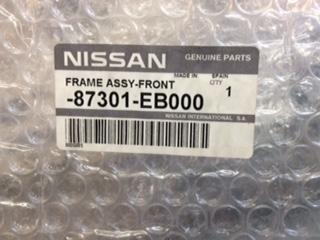 NISSAN GENUINE PARTS
FRAME ASSY-FRONT MADE IN SPAIN
QTY
-87301-EB000 1
NISSAN INTERNATIONAL S.A.